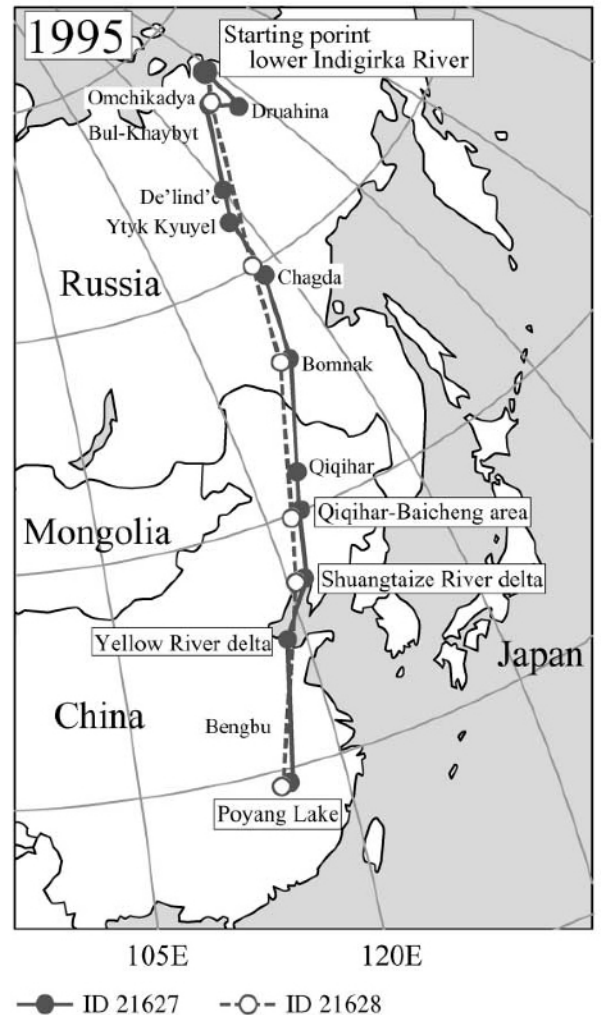 1995
Starting porint
lower Indigirka River
Omchikadya
Druahina
Bul-Khaybyt
De'lind'e
Ytyk Kyuyel
Chagda
Russia
Bomnak
Qiqihar
Qiqihar-Baicheng area
Mongolia
Shuangtaize River delta
Yellow River delta
Japan
China
Bengbu
Poyang Lake
105E
120E
ID 21627
ID 21628